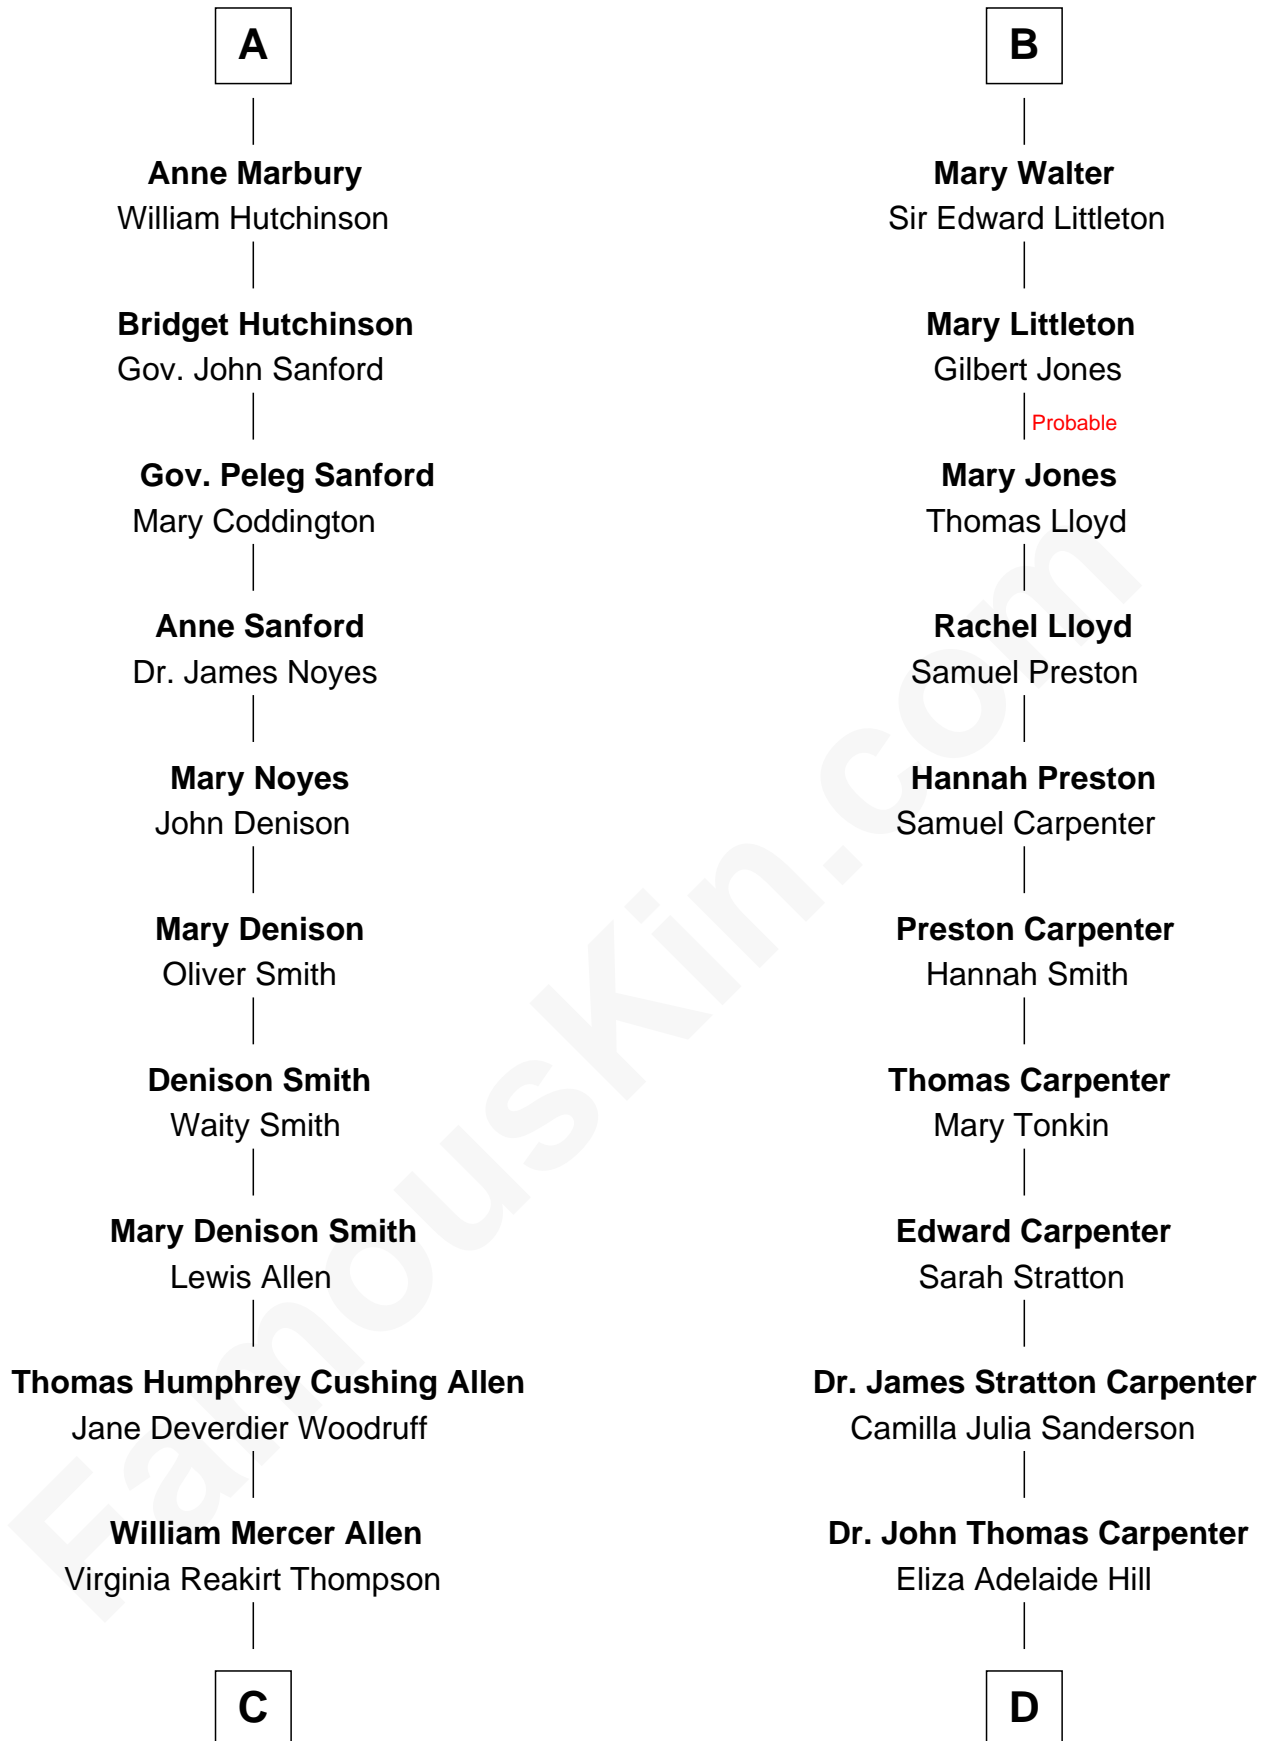 A
Anne Marbury
William Hutchinson
Bridget Hutchinson
Gov. John Sanford
Gov. Peleg Sanford
Mary Coddington
Anne Sanford
Dr. James Noyes
Mary Noyes
John Denison
Mary Denison
Oliver Smith
Denison Smith
Waity Smith
Mary Denison Smith
Lewis Allen
Thomas Humphrey Cushing Allen
Jane Deverdier Woodruff
William Mercer Allen
Virginia Reakirt Thompson
C
B
Mary Walter
Sir Edward Littleton
Mary Littleton
Gilbert Jones
Probable
Mary Jones
Thomas Lloyd
Rachel Lloyd
Samuel Preston
Hannah Preston
Samuel Carpenter
Preston Carpenter
Hannah Smith
Thomas Carpenter
Mary Tonkin
Edward Carpenter
Sarah Stratton
Dr. James Stratton Carpenter
Camilla Julia Sanderson
Dr. John Thomas Carpenter
Eliza Adelaide Hill
D
FamousKin.com